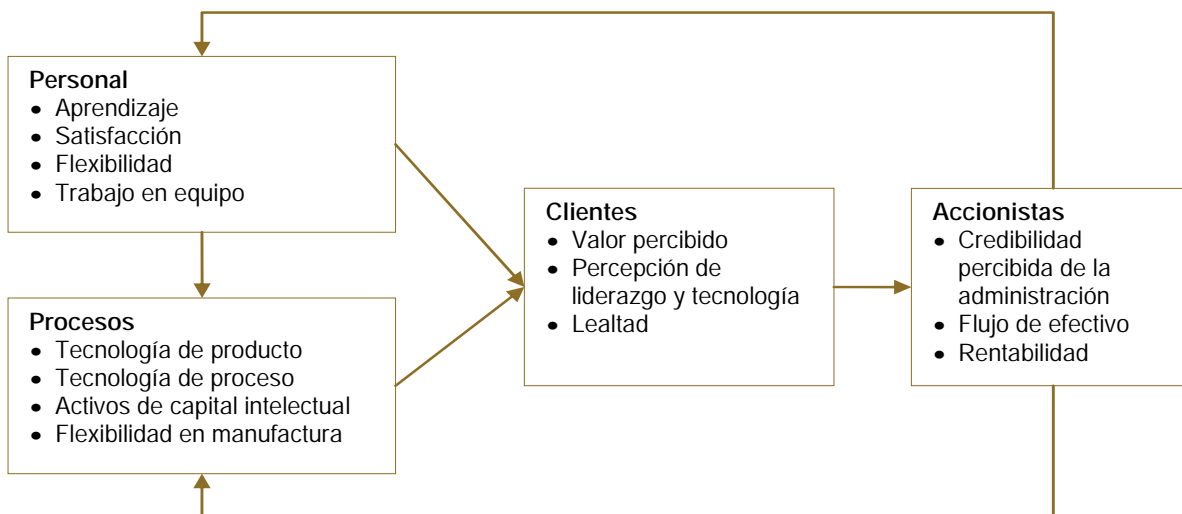 Personal
• Aprendizaje
• Satisfacción
• Flexibilidad
• Trabajo en equipo
Procesos
• Tecnología de producto
• Tecnología de proceso
• Activos de capital intelectual
• Flexibilidad en manufactura
Clientes
• Valor percibido
• Percepción de
liderazgo y tecnología
• Lealtad
Accionistas
• Credibilidad
percibida de la
administración
• Flujo de efectivo
• Rentabilidad